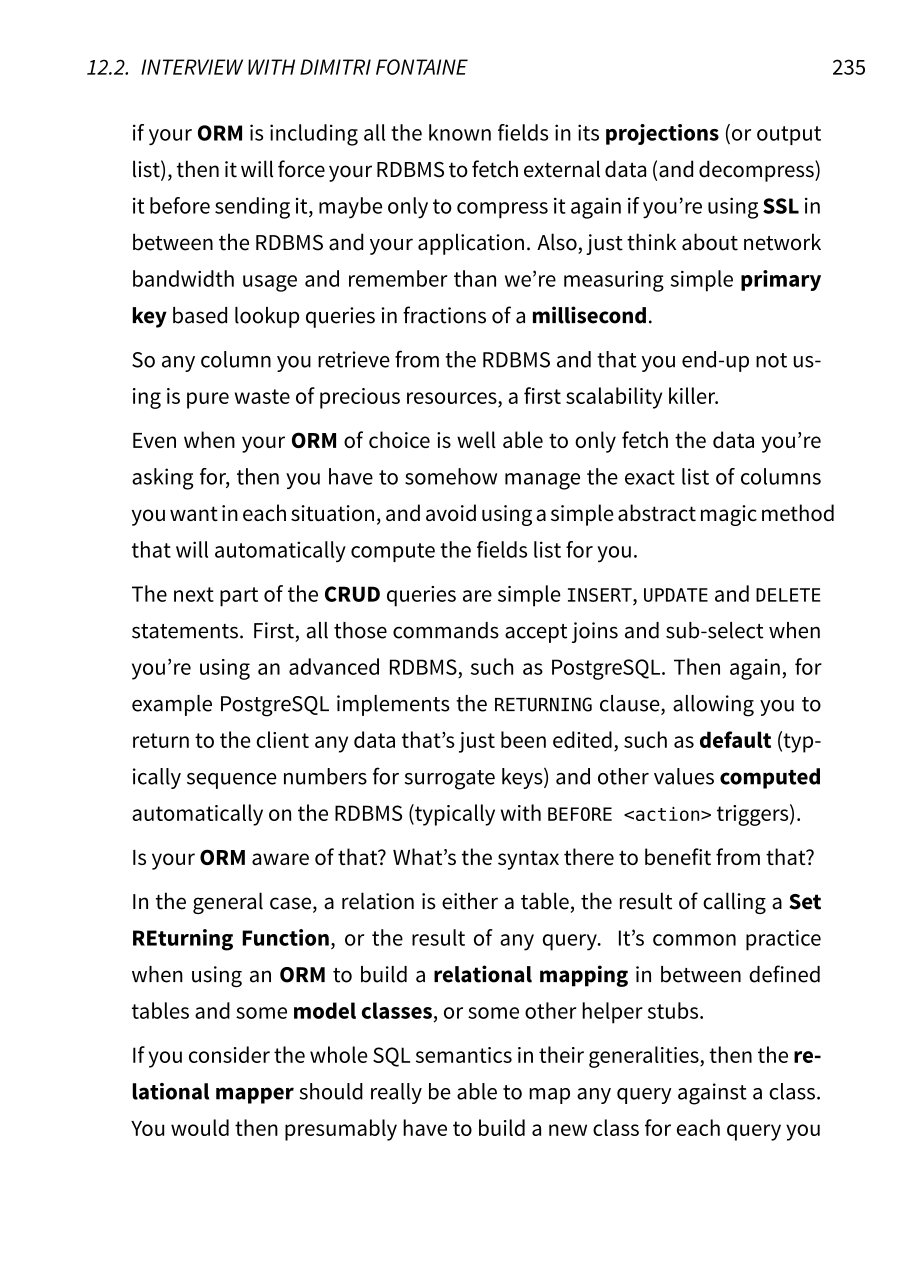 12.2. INTERVIEW WITH DIMITRI FONTAINE 235
if your ORM is including all the known fields in its projections (or output
list), then it will force your RDBMS to fetch external data (and decompress)
it before sending it, maybe only to compress it again if you're using SSL in
between the RDBMS and your application. Also, just think about network
bandwidth usage and remember than we're measuring simple primary
key based lookup queries in fractions of a millisecond.
So any column you retrieve from the RDBMS and that you end-up not us-
ing is pure waste of precious resources, a first scalability killer.
Even when your ORM of choice is well able to only fetch the data you're
asking for, then you have to somehow manage the exact list of columns
you want in each situation, and avoid using a simple abstract magic method
that will automatically compute the fields list for you.
The next part of the CRUD queries are simple INSERT, UPDATE and DELETE
statements. First, all those commands accept joins and sub-select when
you're using an advanced RDBMS, such as PostgreSQL. Then again, for
example PostgreSQL implements the RETURNING clause, allowing you to
return to the client any data that's just been edited, such as default (typ-
ically sequence numbers for surrogate keys) and other values computed
automatically on the RDBMS (typically with BEFORE <action> triggers).
Is your ORM aware of that? What's the syntax there to benefit from that?
In the general case, a relation is either a table, the result of calling a Set
REturning Function, or the result of any query. It's common practice
when using an ORM to build a relational mapping in between defined
tables and some model classes, or some other helper stubs.
If you consider the whole SQL semantics in their generalities, then the re-
lational mapper should really be able to map any query against a class.
You would then presumably have to build a new class for each query you